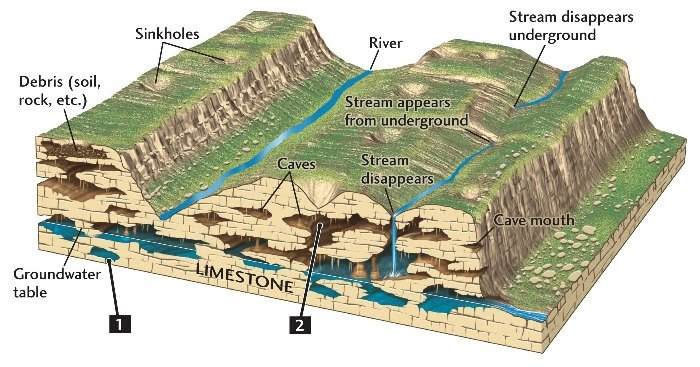 Stream disappears
underground
Sinkholes
River
Debris (soil,
rock, etc.)
Stream appears
from underground
Caves
Stream
disappears
Cave mouth
Groundwater
table
LIMESTONE
1
2